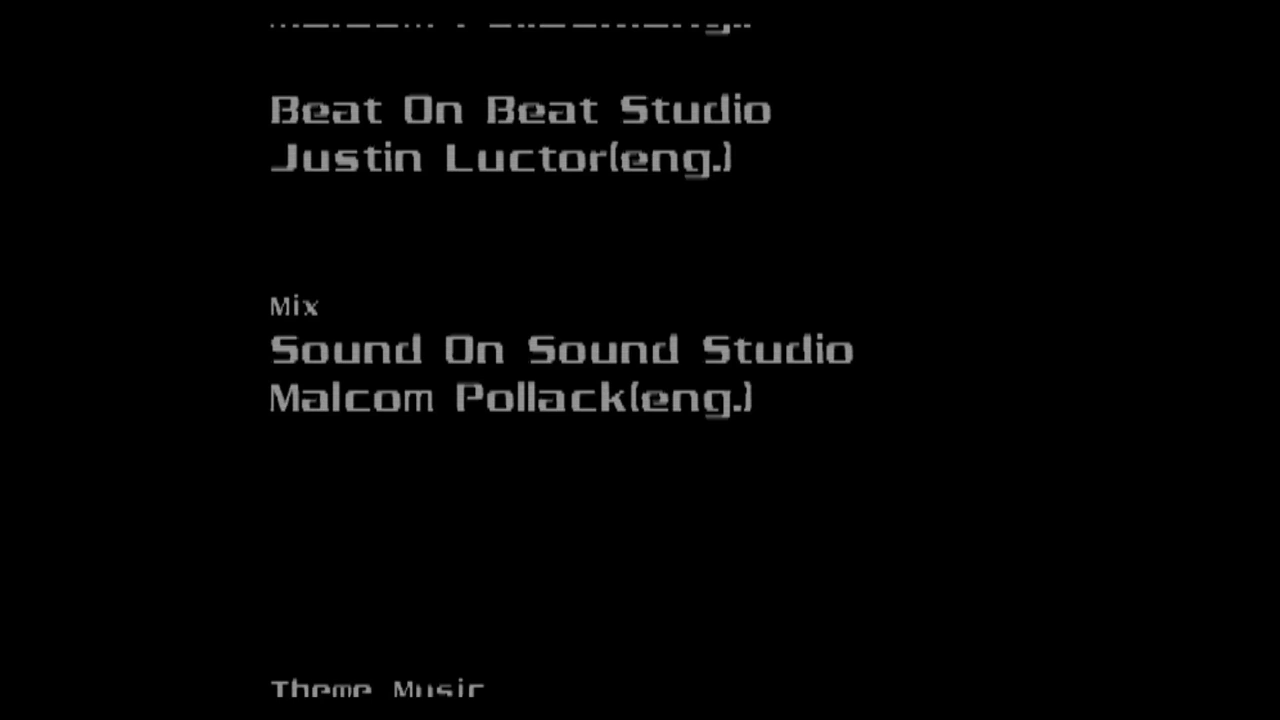 Beat On Beat Studio
Justin Luctor(eng.)
Mix
Sound On Sound Studio
Malcom Pollack(eng.)
Theme Music